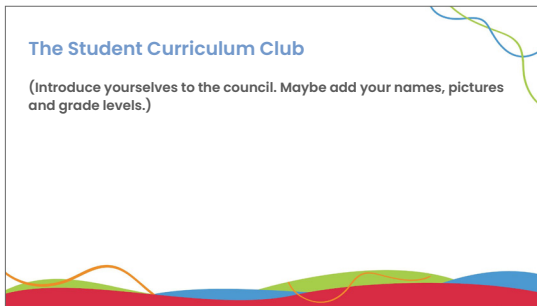 The Student Curriculum Club
(Introduce yourselves to the council. Maybe add your names, pictures
and grade levels.)